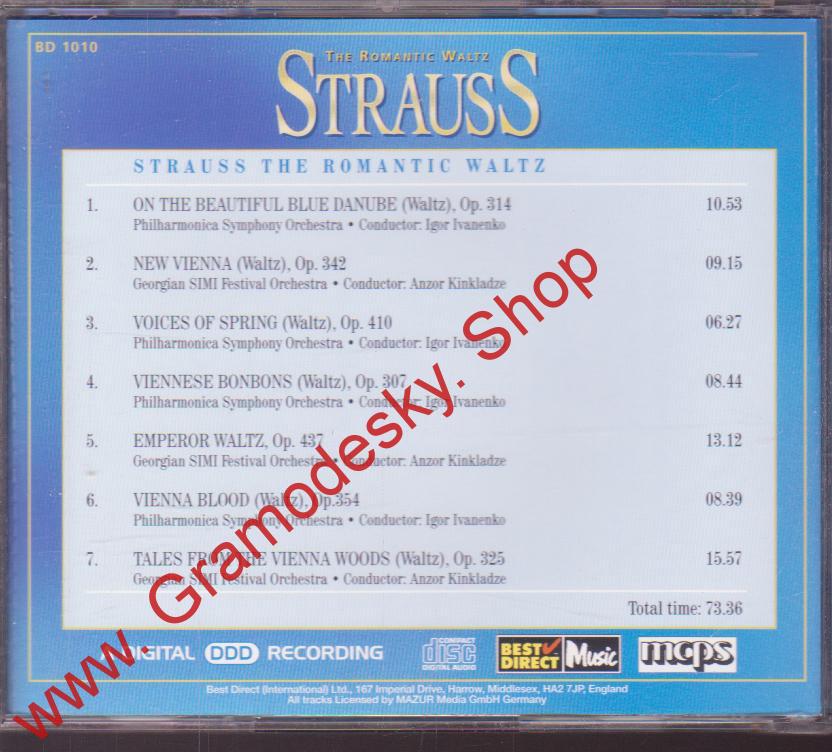 BD 1010
THE ROMANTIC WALTZ
STRAUSS
STRAUSS THE ROMANTIC WALTZ
1. ON THE BEAUTIFUL BLUE DANUBE (Waltz), Op. 314 10.53
Philharmonica Symphony Orchestra • Conductor: Igor Ivanenko
2. NEW VIENNA (Waltz), Op. 342 09.15
Georgian SIMI Festival Orchestra • Conductor: Anzor Kinkladze
3. VOICES OF SPRING (Waltz), Op. 410 06.27
Philharmonica Symphony Orchestra • Conductor: Igor Ivanenko
4. VIENNESE BONBONS (Waltz), Op. 307 08.44
Philharmonica Symphony Orchestra • Conductor: Igor Ivanenko
5. EMPEROR WALTZ, Op. 437 13.12
Georgian SIMI Festival Orchestra • Conductor: Anzor Kinkladze
6. VIENNA BLOOD (Waltz), Op.354 08.39
Philharmonica Symphony Orchestra • Conductor: Igor Ivanenko
7. TALES FROM THE VIENNA WOODS (Waltz), Op. 325 15.57
Georgian SIMI Festival Orchestra • Conductor: Anzor Kinkladze
Total time: 73.36
A DIGITAL DDD RECORDING
COMPACT
disc
DIGITAL AUDIO
BEST DIRECT Music
mcps
Best Direct (International) Ltd., 167 Imperial Drive, Harrow, Middlesex, HA2 7JP, England
All tracks Licensed by MAZUR Media GmbH Germany
www. Gramodesky. Shop